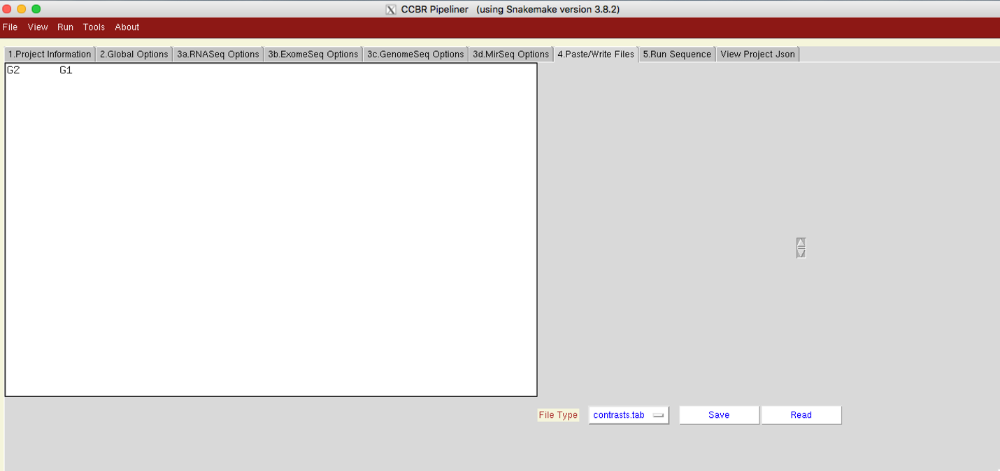 CCBR Pipeliner (using Snakemake version 3.8.2)
File View Run Tools About
1.Project Information 2.Global Options 3a.RNASeq Options 3b.ExomeSeq Options 3c.GenomeSeq Options 3d.MirSeq Options 4.Paste/Write Files 5.Run Sequence View Project Json
G2 G1
File Type contrasts.tab Save Read